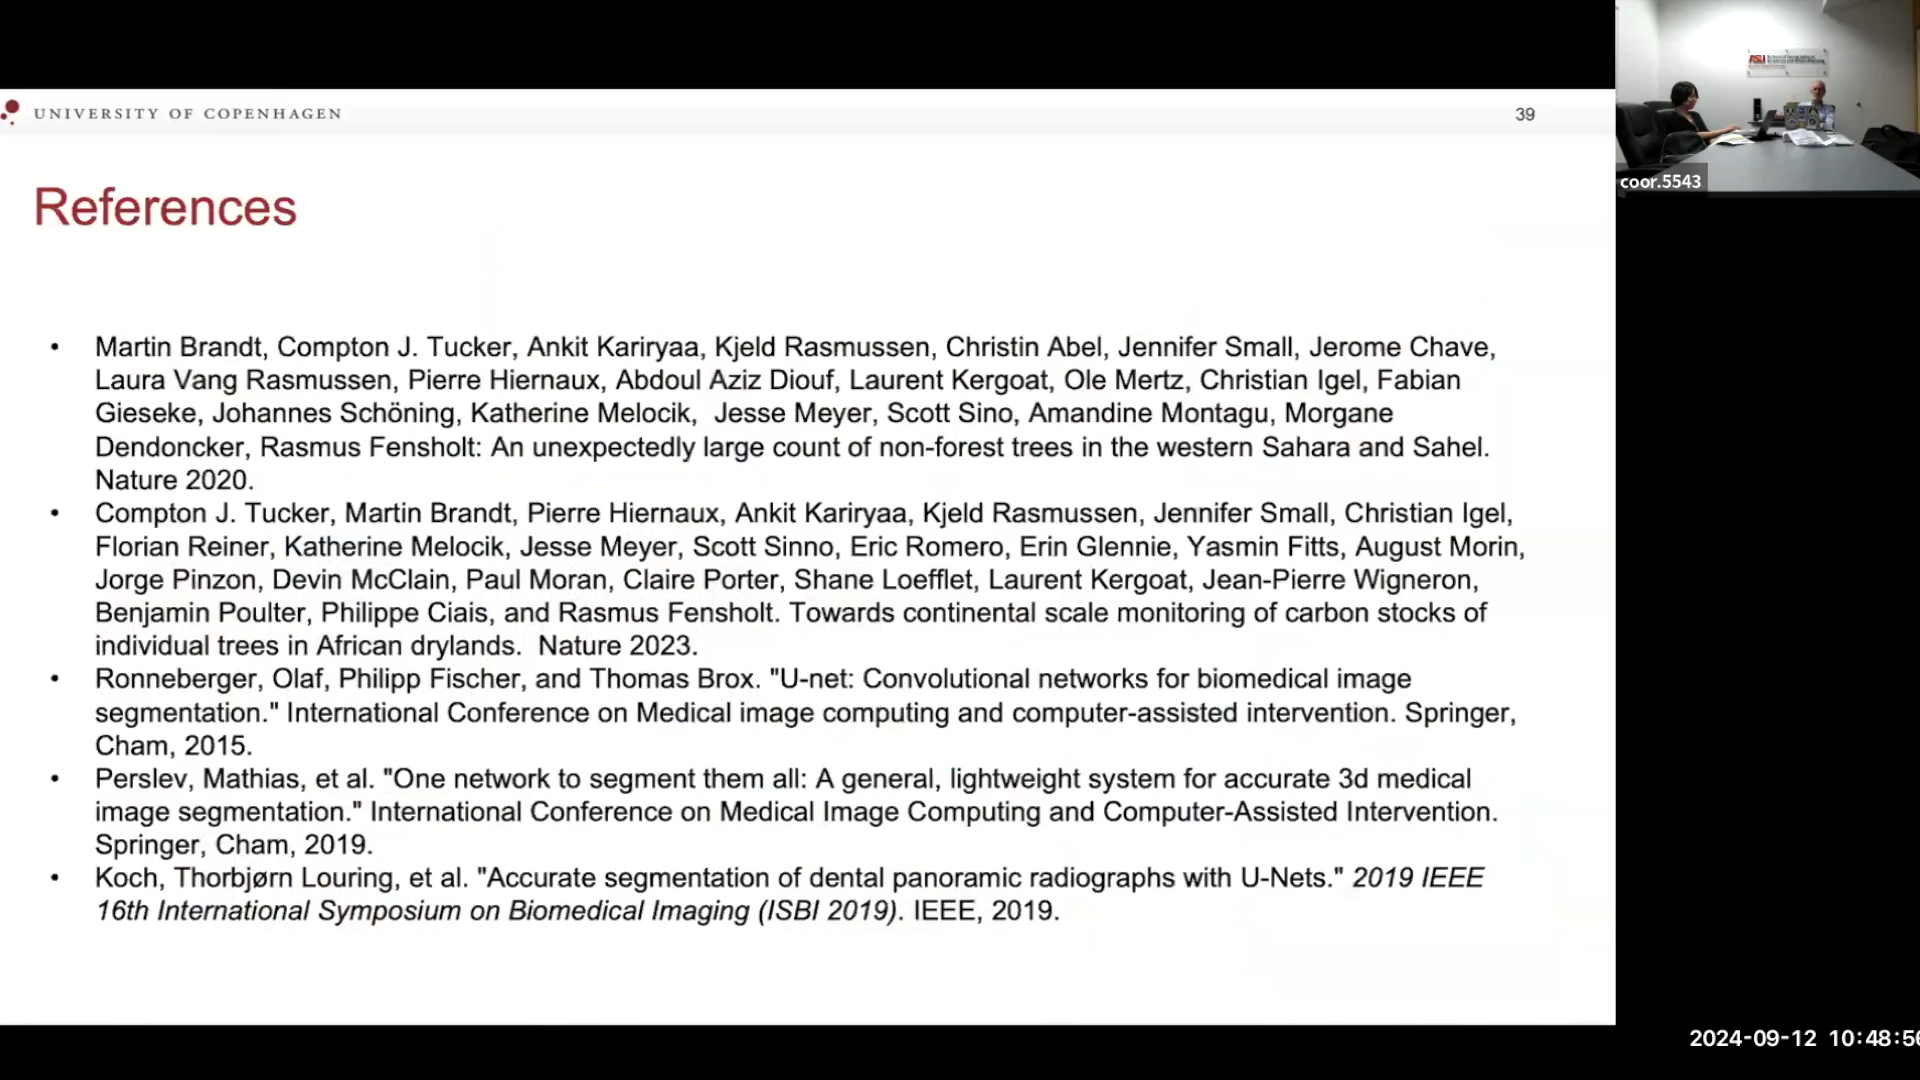 UNIVERSITY OF COPENHAGEN
39
References
• Martin Brandt, Compton J. Tucker, Ankit Kariryaa, Kjeld Rasmussen, Christin Abel, Jennifer Small, Jerome Chave,
Laura Vang Rasmussen, Pierre Hiernaux, Abdoul Aziz Diouf, Laurent Kergoat, Ole Mertz, Christian Igel, Fabian
Gieseke, Johannes Schöning, Katherine Melocik, Jesse Meyer, Scott Sino, Amandine Montagu, Morgane
Dendoncker, Rasmus Fensholt: An unexpectedly large count of non-forest trees in the western Sahara and Sahel.
Nature 2020.
• Compton J. Tucker, Martin Brandt, Pierre Hiernaux, Ankit Kariryaa, Kjeld Rasmussen, Jennifer Small, Christian Igel,
Florian Reiner, Katherine Melocik, Jesse Meyer, Scott Sinno, Eric Romero, Erin Glennie, Yasmin Fitts, August Morin,
Jorge Pinzon, Devin McClain, Paul Moran, Claire Porter, Shane Loefflet, Laurent Kergoat, Jean-Pierre Wigneron,
Benjamin Poulter, Philippe Ciais, and Rasmus Fensholt. Towards continental scale monitoring of carbon stocks of
individual trees in African drylands. Nature 2023.
• Ronneberger, Olaf, Philipp Fischer, and Thomas Brox. "U-net: Convolutional networks for biomedical image
segmentation." International Conference on Medical image computing and computer-assisted intervention. Springer,
Cham, 2015.
• Perslev, Mathias, et al. "One network to segment them all: A general, lightweight system for accurate 3d medical
image segmentation." International Conference on Medical Image Computing and Computer-Assisted Intervention.
Springer, Cham, 2019.
• Koch, Thorbjørn Louring, et al. "Accurate segmentation of dental panoramic radiographs with U-Nets." 2019 IEEE
16th International Symposium on Biomedical Imaging (ISBI 2019). IEEE, 2019.
ASU
coor.5543
2024-09-12 10:48:56